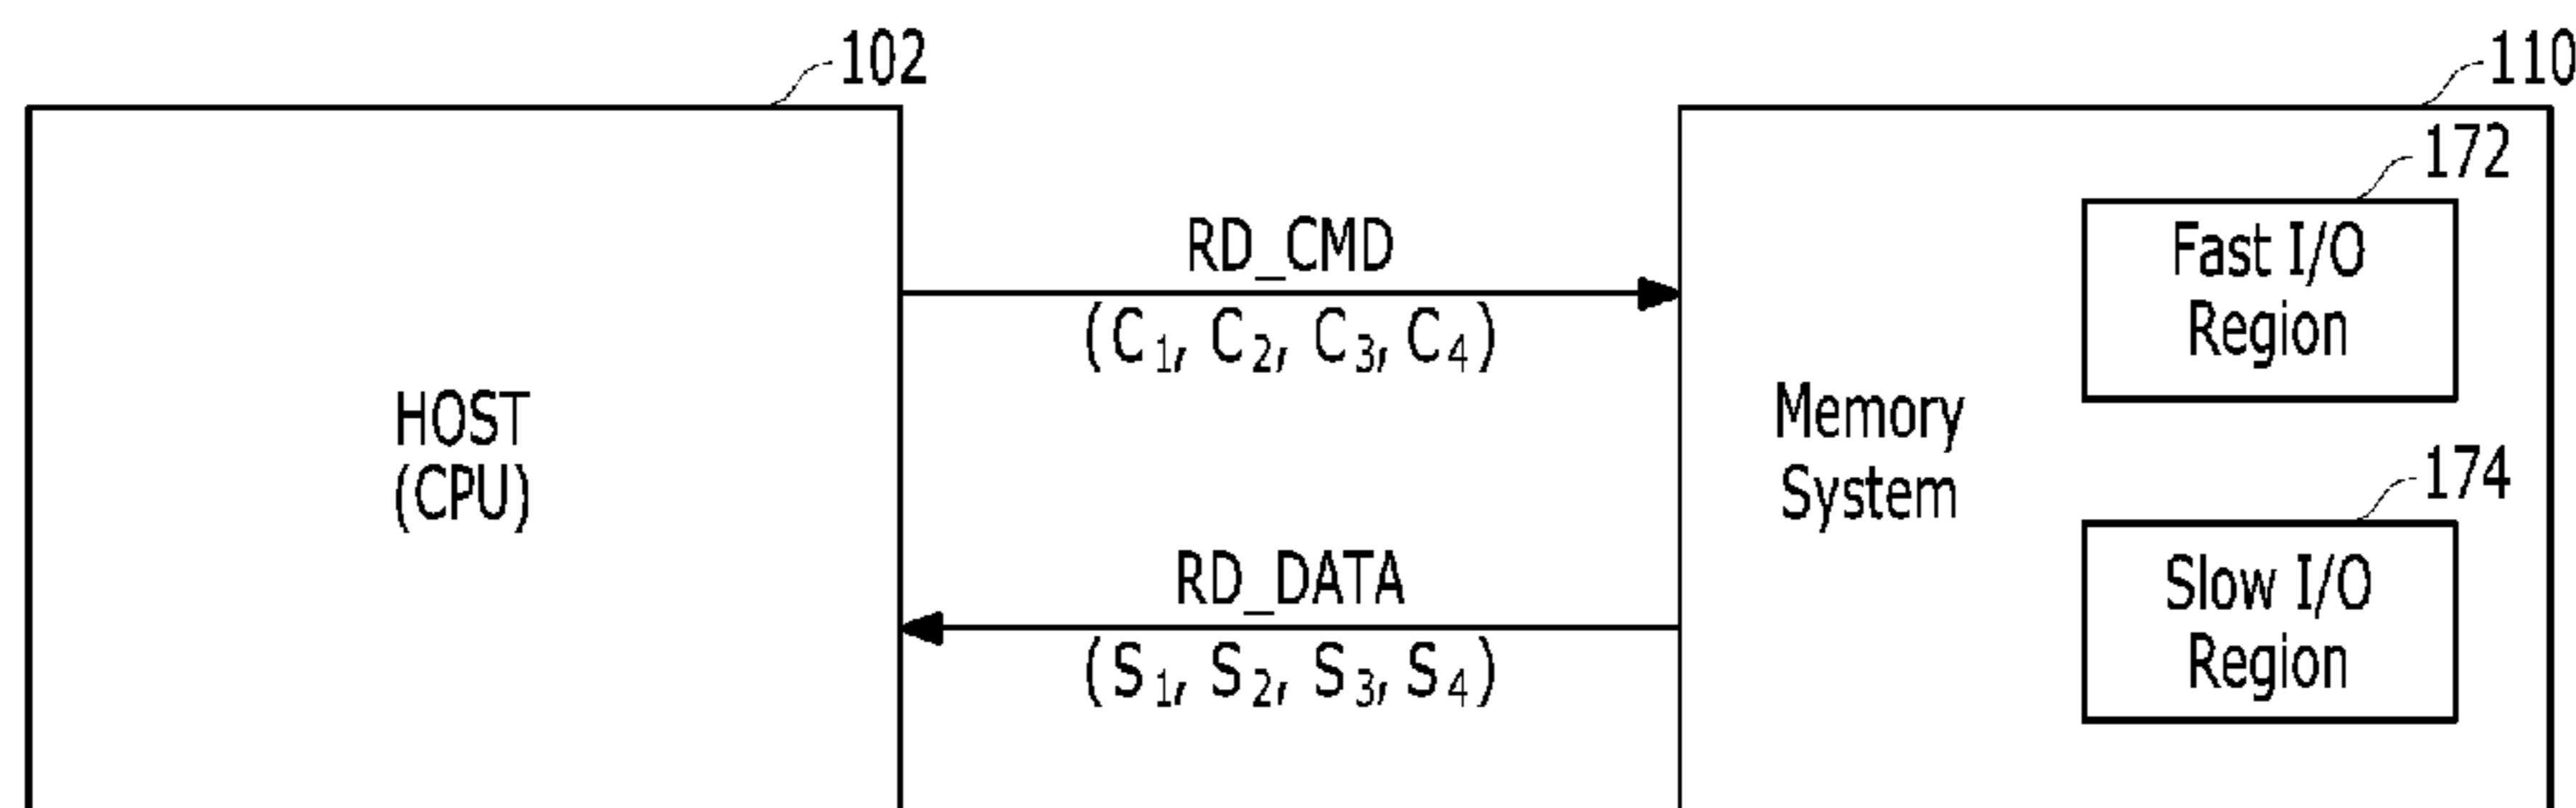 102
110
172
Fast I/O
Region
RD_CMD
(C1, C2, C3, C4)
HOST
(CPU)
Memory
System
174
Slow I/O
Region
RD_DATA
(S1, S2, S3, S4)